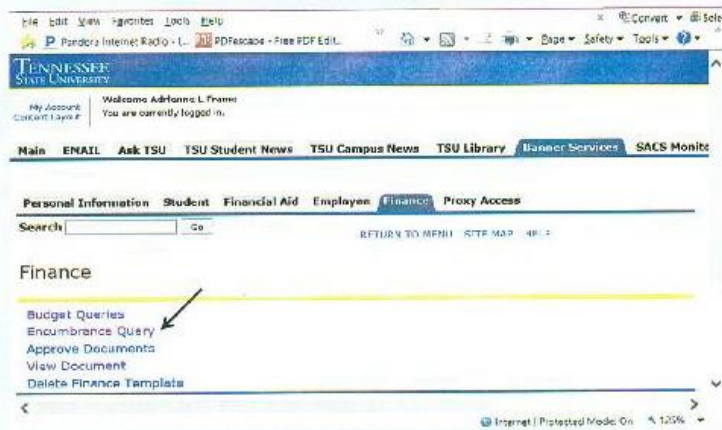 File Edit View Favorites Tools Help
Convert Sele
Pandora Internet Radio - L... PDFescape - Free PDF Edit...
Page Safety Tools
TENNESSEE
STATE UNIVERSITY
My Account
Content Layout
Welcome Adrianne L Frame
You are currently logged in.
Main EMAIL Ask TSU TSU Student News TSU Campus News TSU Library Banner Services SACS Monito
Personal Information Student Financial Aid Employee Finance Proxy Access
Search Go RETURN TO MENU SITE MAP HELP
Finance
Budget Queries
Encumbrance Query
Approve Documents
View Document
Delete Finance Template
Internet | Protected Mode: On 125%